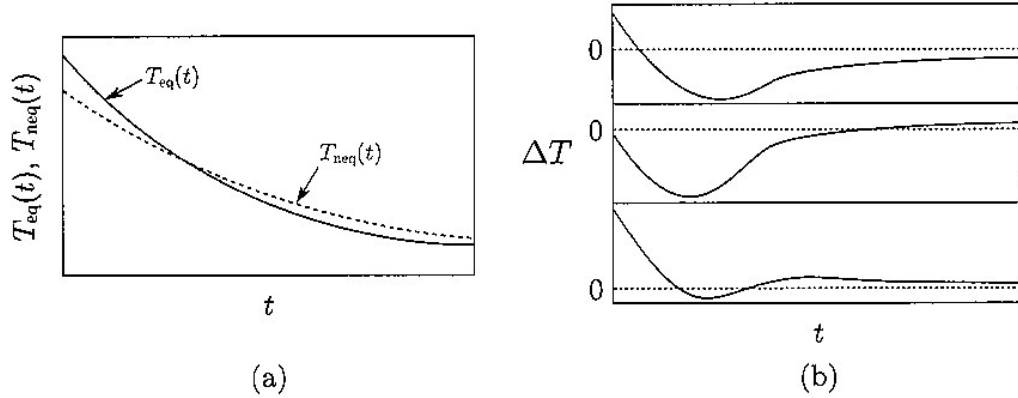 T_eq(t), T_neq(t)
T_eq(t)
T_neq(t)
t
(a)
ΔT
0
0
0
t
(b)